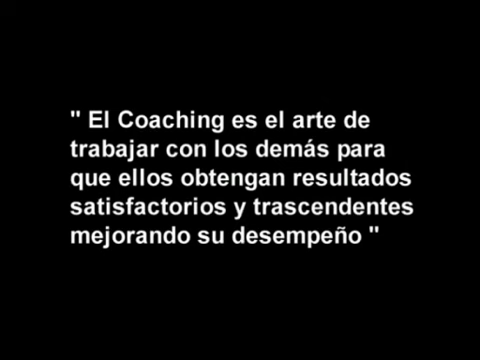 " El Coaching es el arte de
trabajar con los demás para
que ellos obtengan resultados
satisfactorios y trascendentes
mejorando su desempeño "